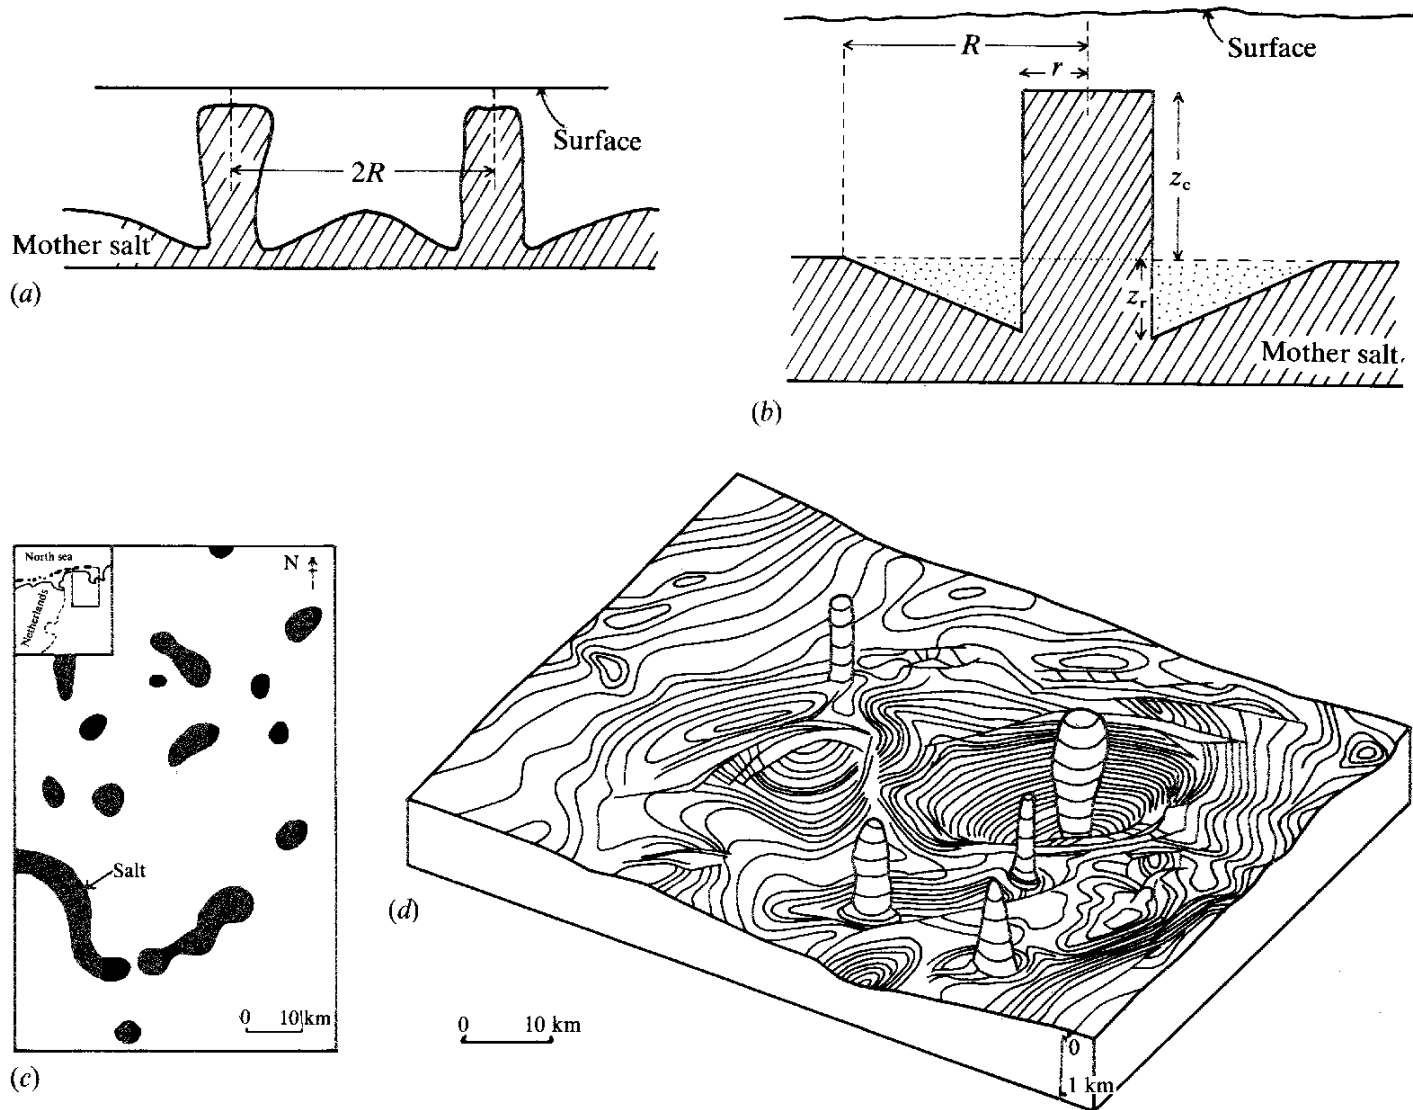 Surface
2R
Mother salt
(a)
Surface
R
r
z_c
z_r
Mother salt
(b)
North sea
Netherlands
N
Salt
0 10 km
(c)
(d)
0 10 km
0
1 km